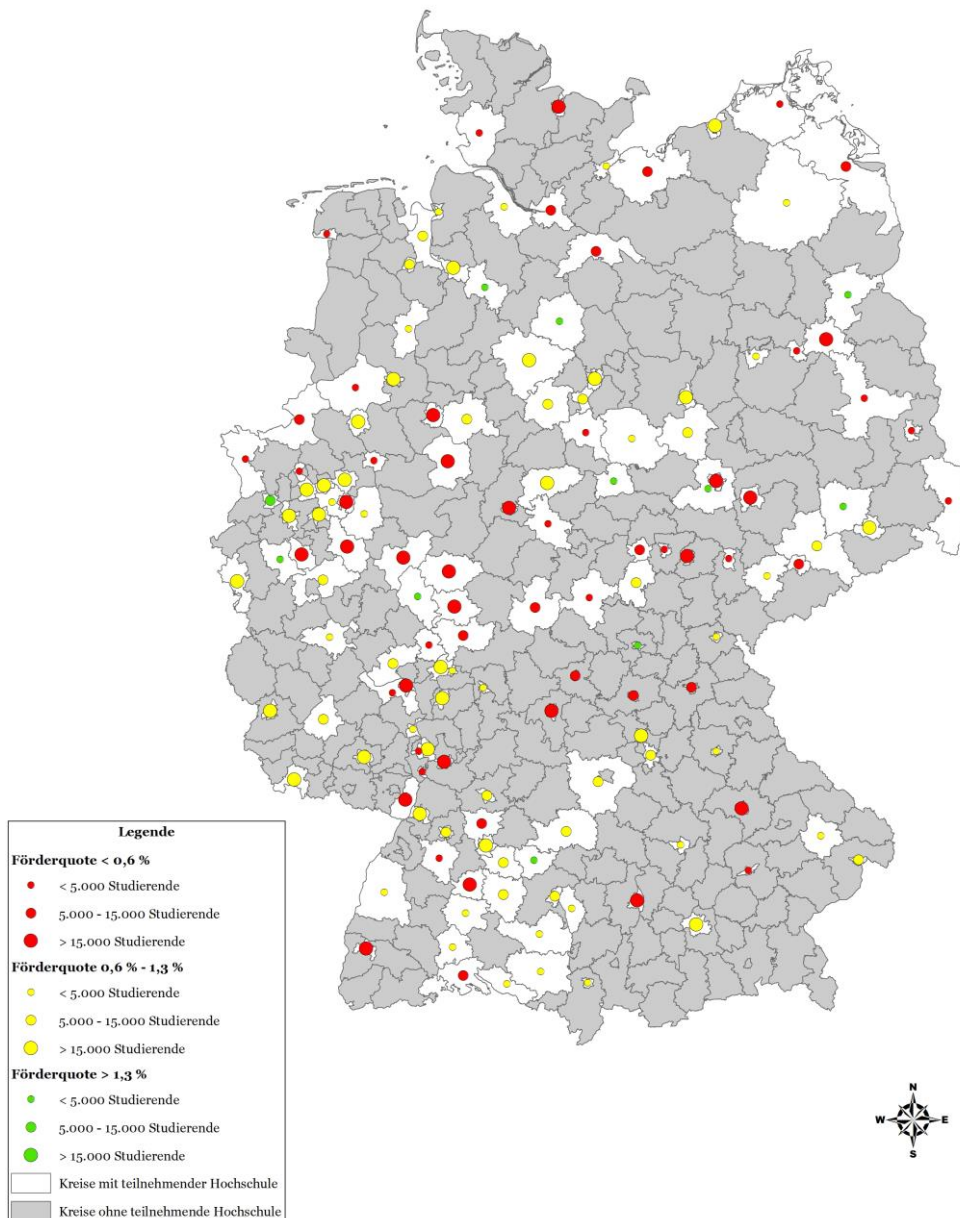 Legende
Förderquote < 0,6 %
< 5.000 Studierende
5.000 - 15.000 Studierende
> 15.000 Studierende
Förderquote 0,6 % - 1,3 %
< 5.000 Studierende
5.000 - 15.000 Studierende
> 15.000 Studierende
Förderquote > 1,3 %
< 5.000 Studierende
5.000 - 15.000 Studierende
> 15.000 Studierende
Kreise mit teilnehmender Hochschule
Kreise ohne teilnehmende Hochschule
N
W E
S